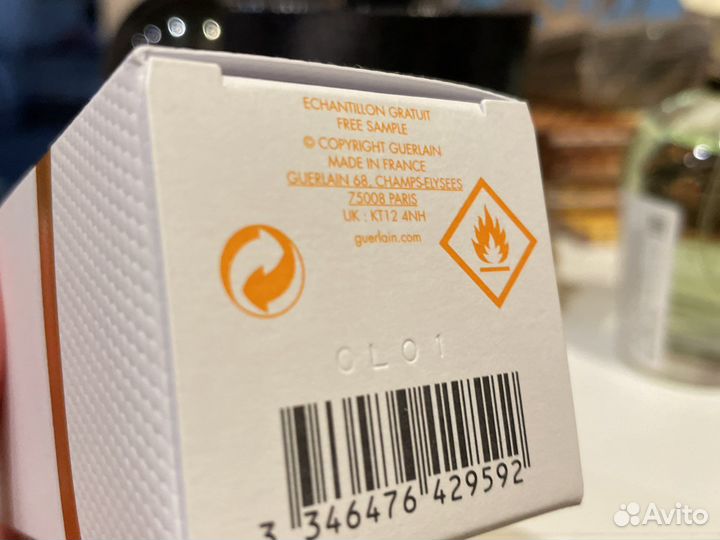 ECHANTILLON GRATUIT
FREE SAMPLE
© COPYRIGHT GUERLAIN
MADE IN FRANCE
GUERLAIN 68, CHAMPS-ELYSEES
75008 PARIS
UK : KT12 4NH
guerlain.com
OLO1
3 346476 429592
Avito